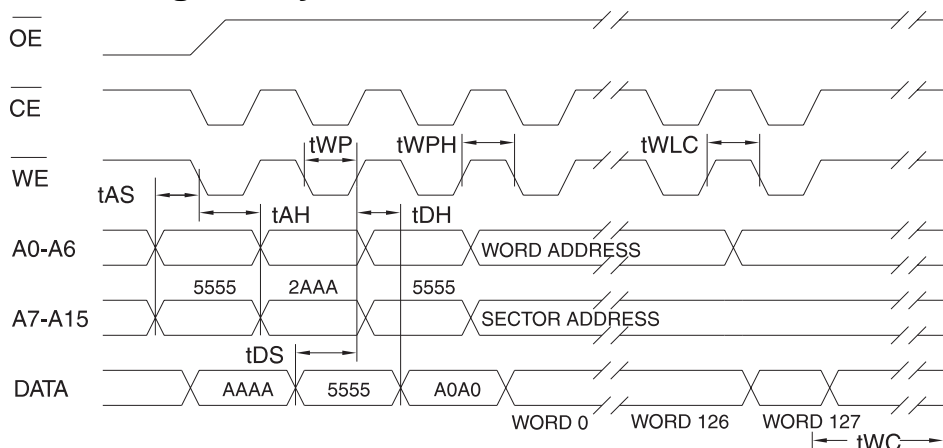 OE
CE
tWP
tWPH
tWLC
WE
tAS
tAH
tDH
A0-A6
WORD ADDRESS
5555
2AAA
5555
A7-A15
SECTOR ADDRESS
tDS
DATA
AAAA
5555
A0A0
WORD 0
WORD 126
WORD 127
tWC